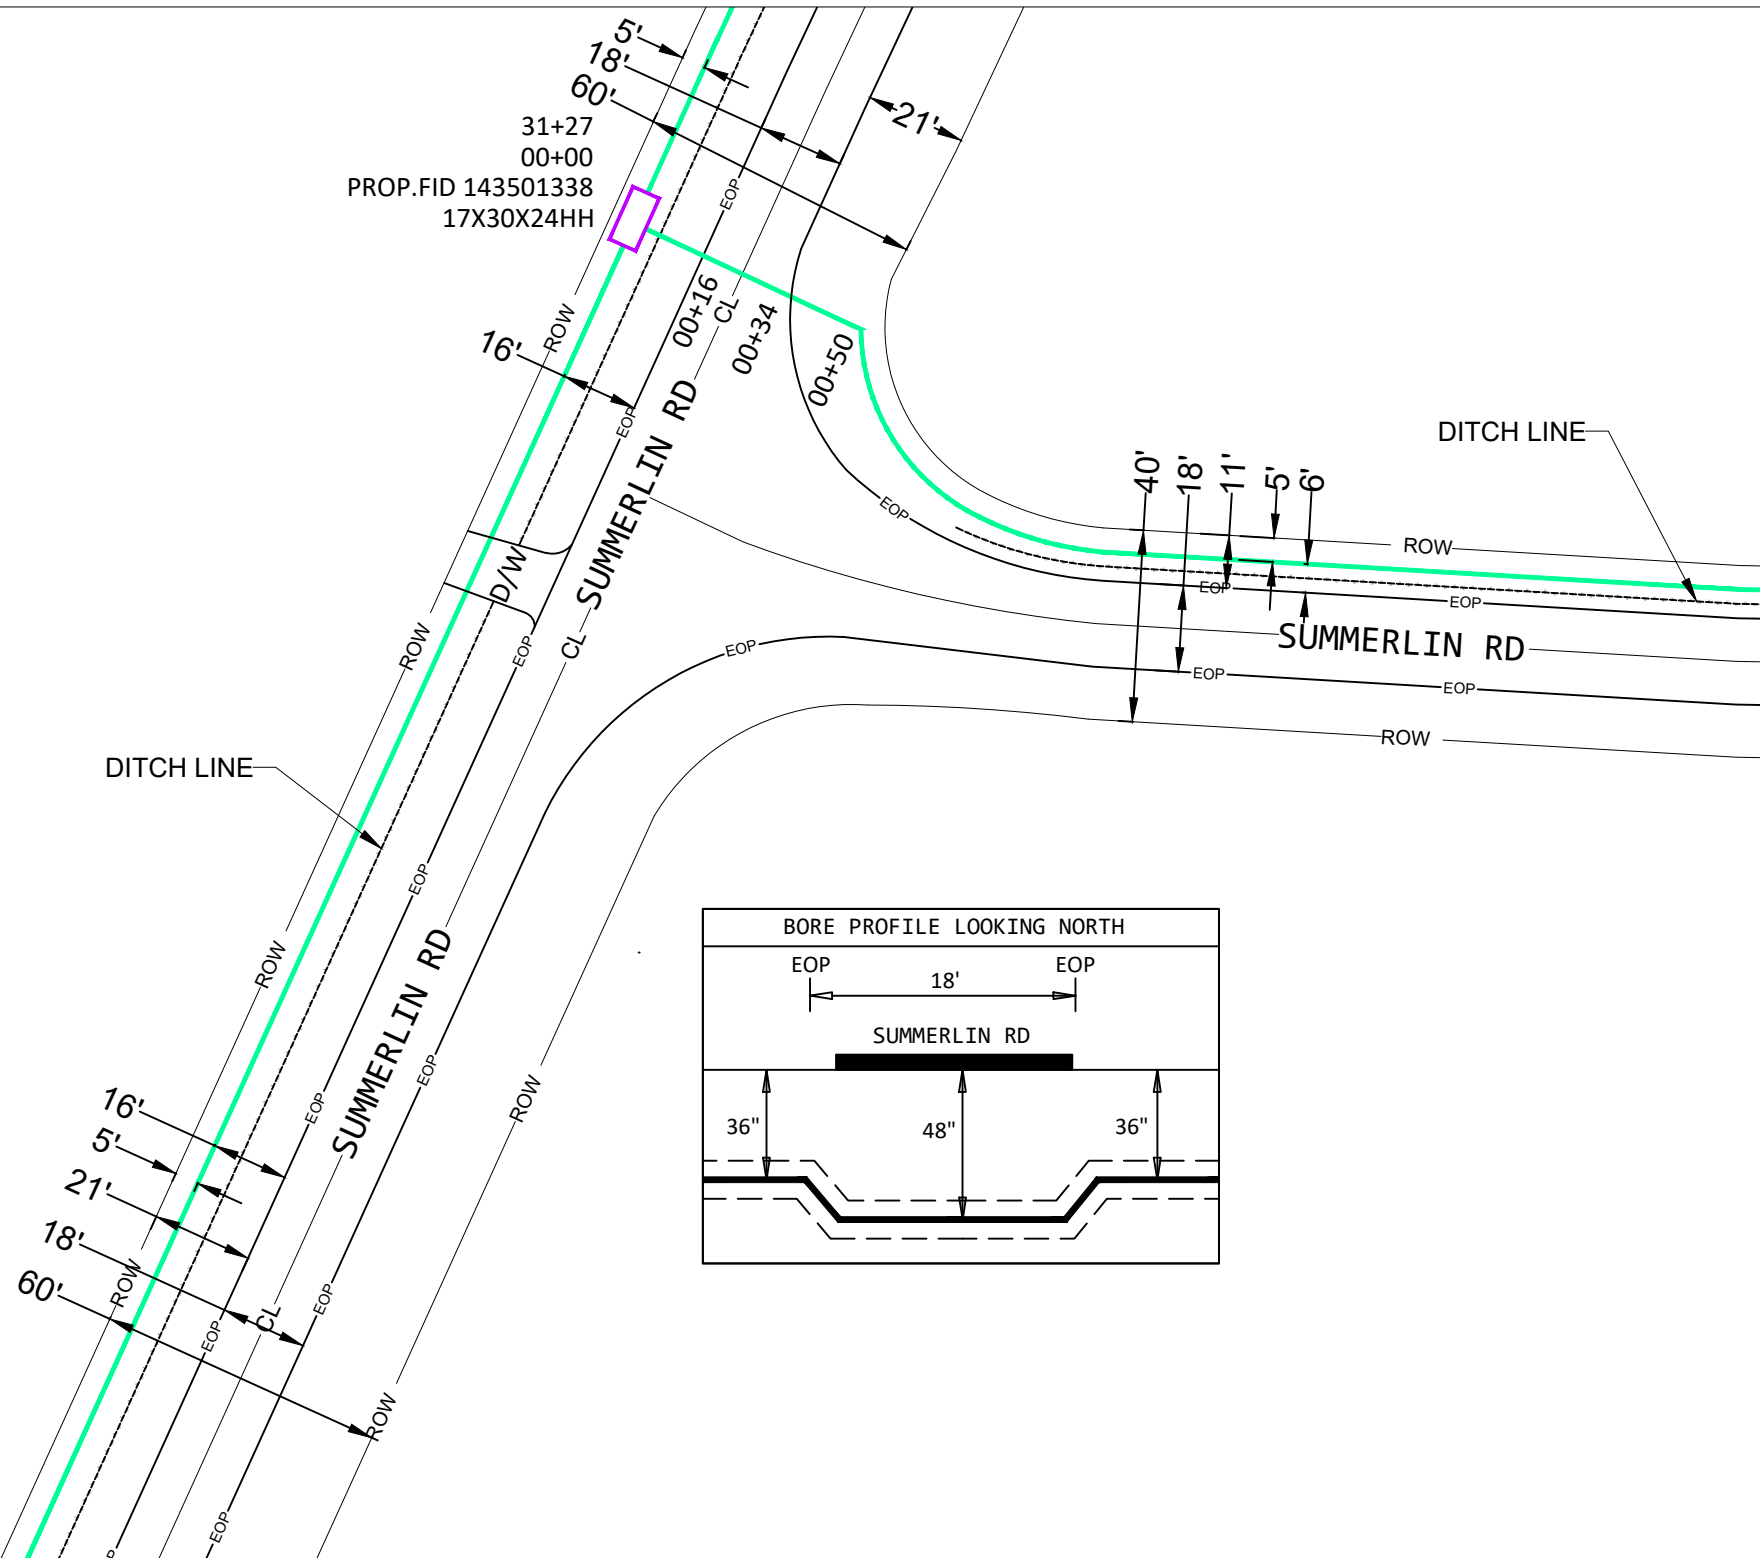 5'
18'
60'
21'
31+27
00+00
PROP.FID 143501338
17X30X24HH
EOP
00+16
CL
00+34
00+50
ROW
16'
EOP
SUMMERLIN RD
DITCH LINE
40'
18'
11'
5'
6'
EOP
ROW
EOP
EOP
SUMMERLIN RD
D/W
ROW
EOP
CL
EOP
EOP
EOP
ROW
DITCH LINE
EOP
ROW
SUMMERLIN RD
EOP
EOP
ROW
16'
5'
21'
18'
60'
ROW
CL
EOP
EOP
ROW
EOP
EOP
BORE PROFILE LOOKING NORTH
EOP
EOP
18'
SUMMERLIN RD
36"
48"
36"